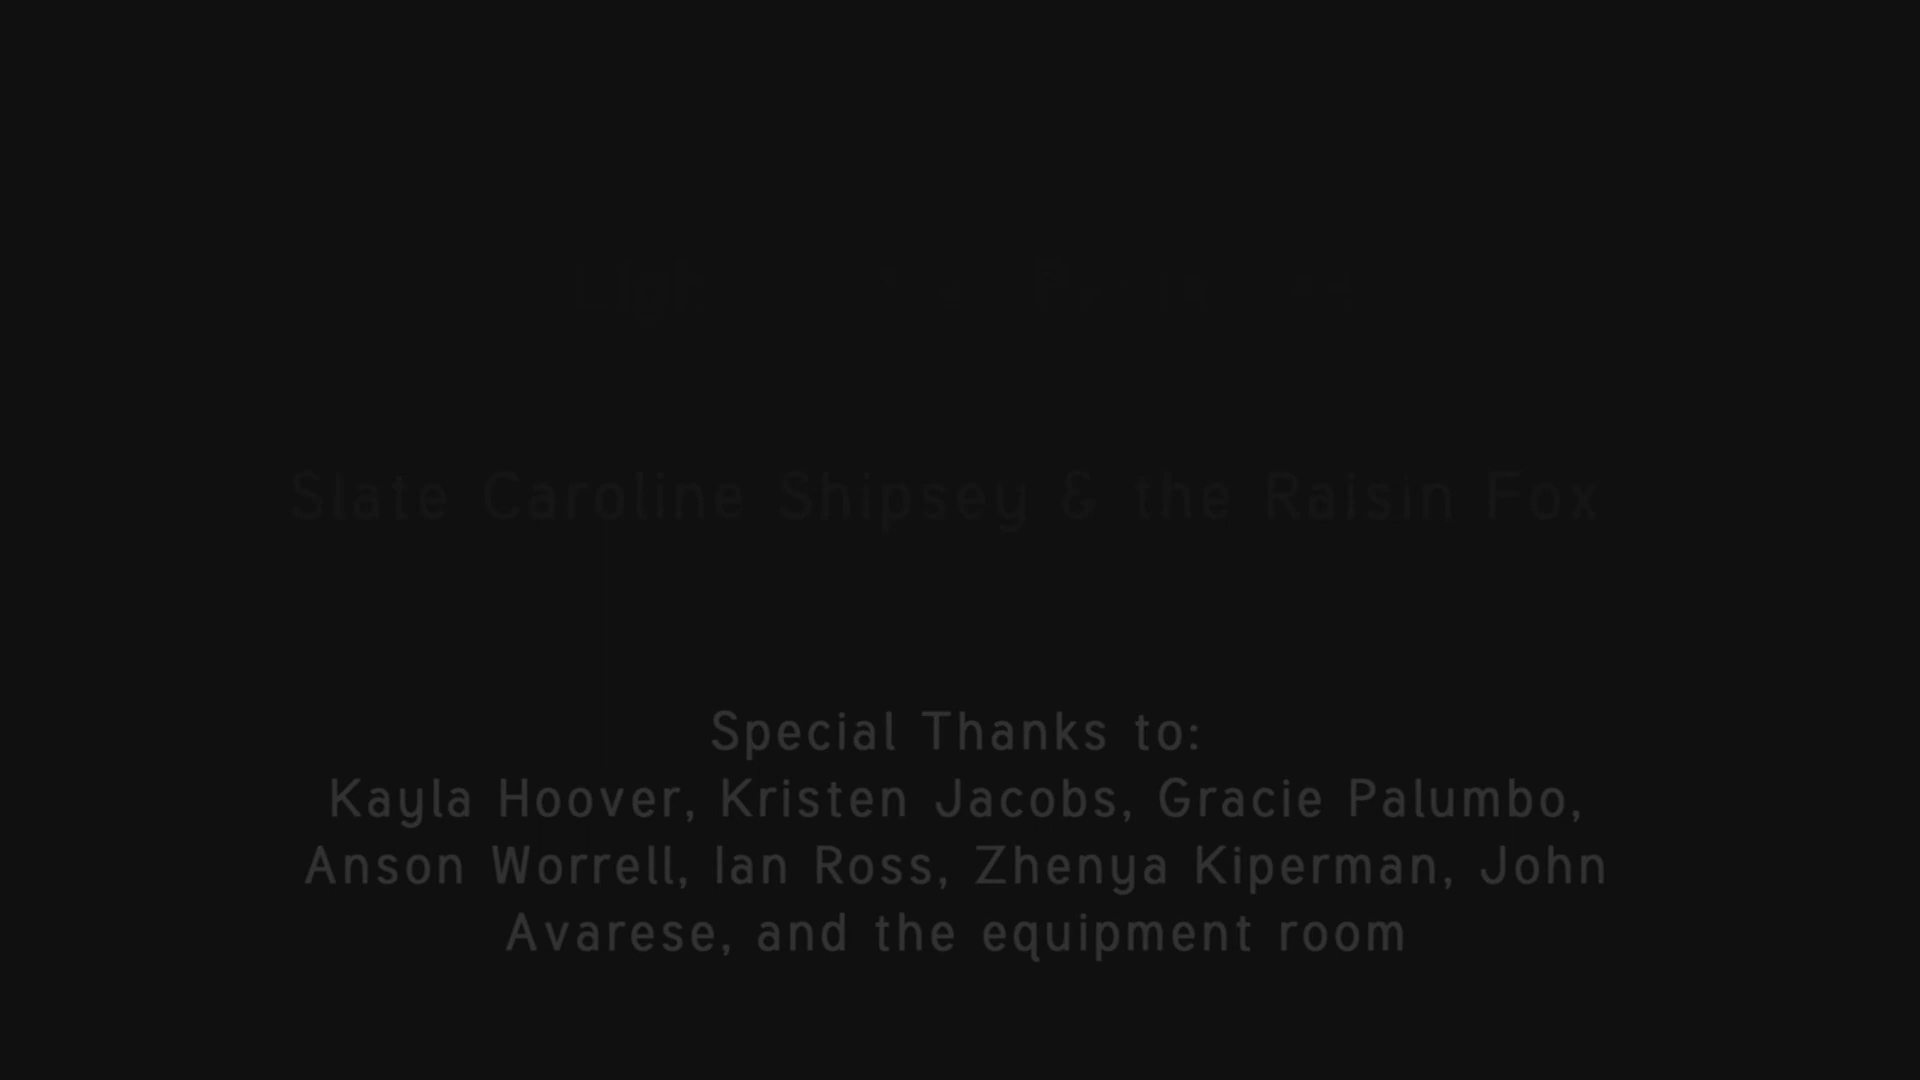 Slate Caroline Shipsey & the Raisin Fox
Special Thanks to:
Kayla Hoover, Kristen Jacobs, Gracie Palumbo,
Anson Worrell, Ian Ross, Zhenya Kiperman, John
Avarese, and the equipment room